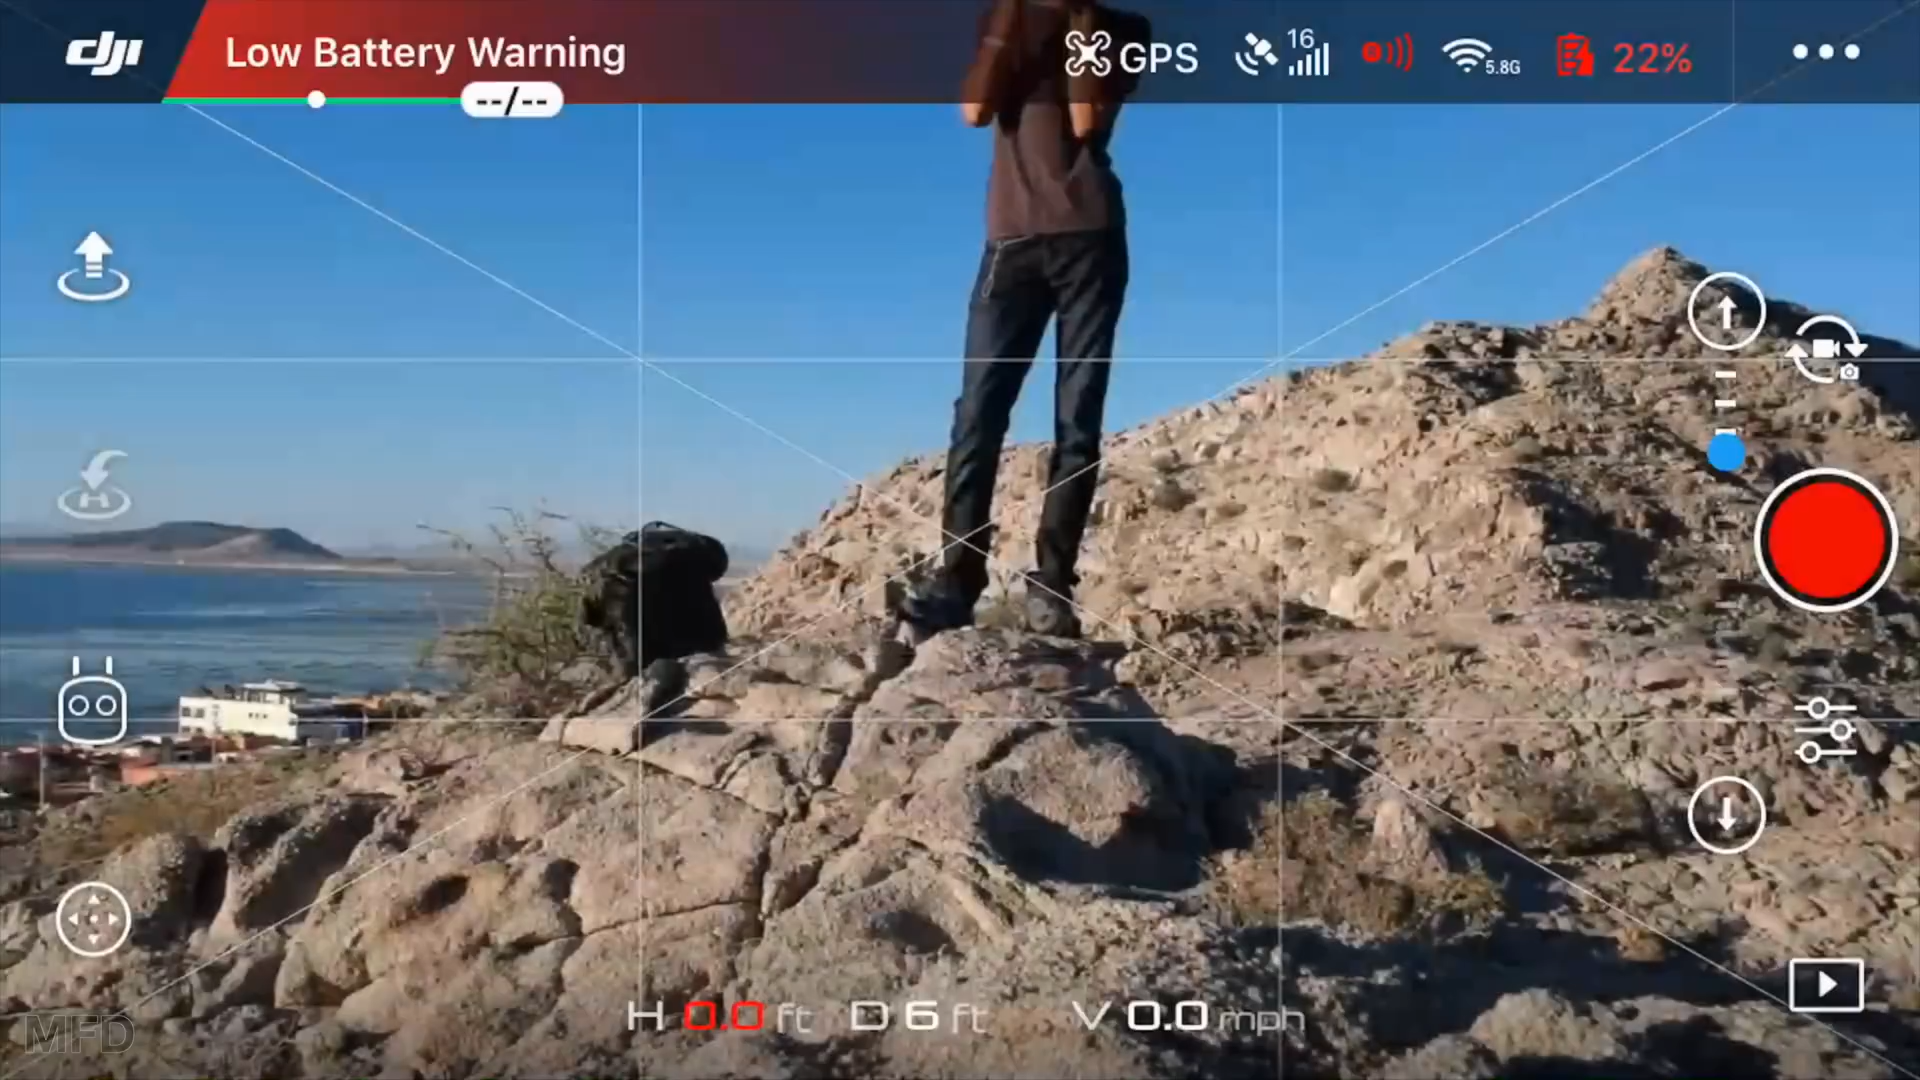 dji
Low Battery Warning
--/--
GPS
16
5.8G
22%
H 0.0 ft D 6 ft V 0.0 mph
MFD